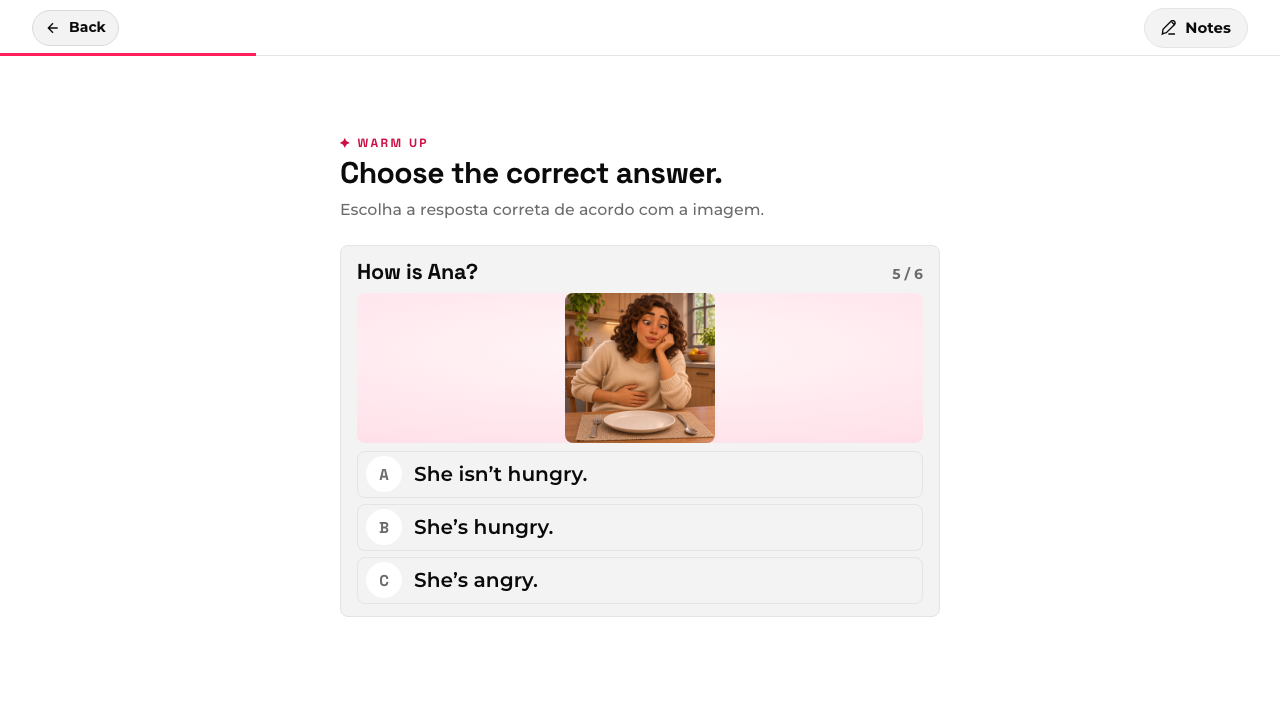 Back
Notes
WARM UP
Choose the correct answer.
Escolha a resposta correta de acordo com a imagem.
How is Ana?
5 / 6
A She isn’t hungry.
B She’s hungry.
C She’s angry.